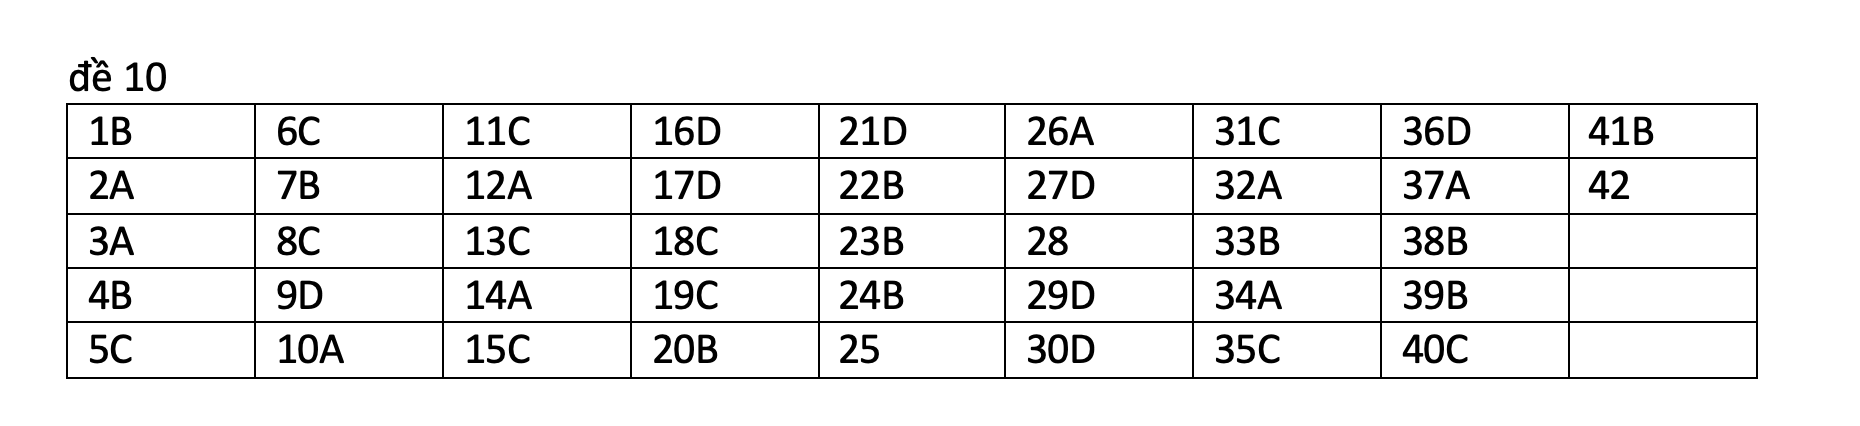 đề 10
1B 6C 11C 16D 21D 26A 31C 36D 41B
2A 7B 12A 17D 22B 27D 32A 37A 42
3A 8C 13C 18C 23B 28 33B 38B
4B 9D 14A 19C 24B 29D 34A 39B
5C 10A 15C 20B 25 30D 35C 40C